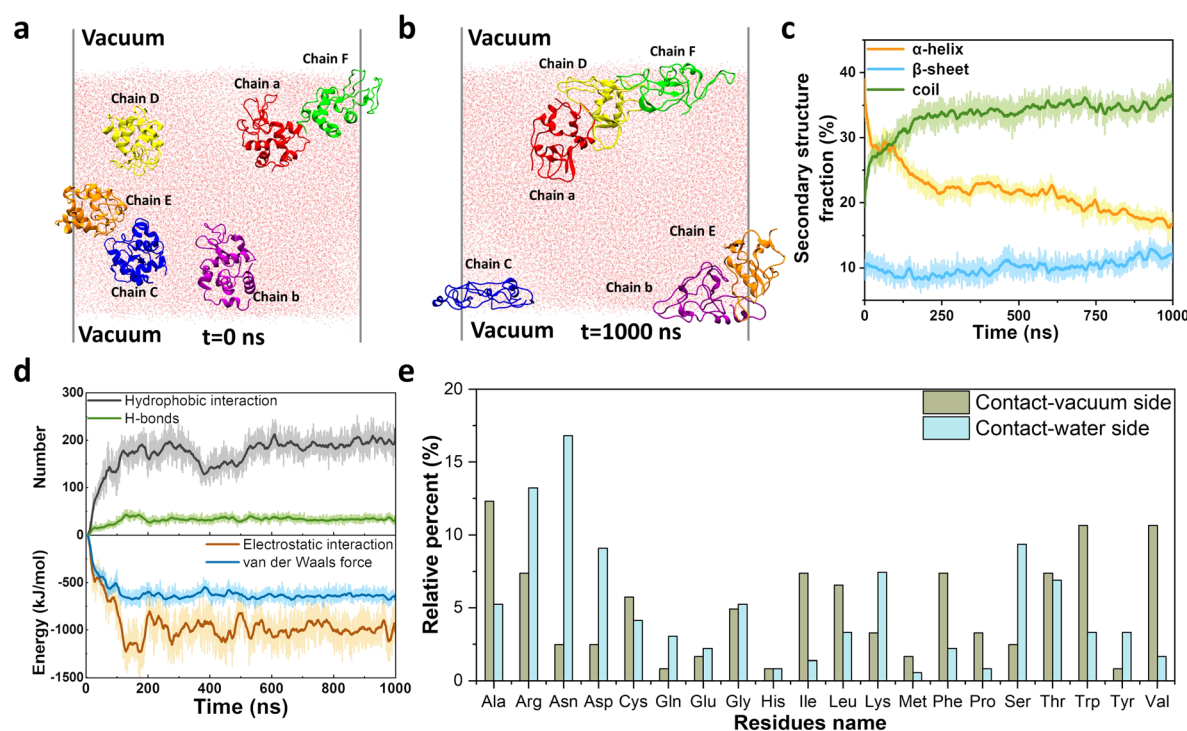 a
Vacuum
Chain F
Chain a
Chain D
Chain E
Chain C
Chain b
Vacuum
t=0 ns
b
Vacuum
Chain F
Chain D
Chain a
Chain E
Chain C
Chain b
Vacuum
t=1000 ns
c
α-helix
β-sheet
coil
40
30
20
10
Secondary structure
fraction (%)
0
250
500
750
1000
Time (ns)
d
Hydrophobic interaction
H-bonds
300
200
100
0
Number
Electrostatic interaction
van der Waals force
-500
-1000
-1500
Energy (kJ/mol)
0
200
400
600
800
1000
Time (ns)
e
Contact-vacuum side
Contact-water side
20
15
10
5
0
Relative percent (%)
Ala Arg Asn Asp Cys Gln Glu Gly His Ile Leu Lys Met Phe Pro Ser Thr Trp Tyr Val
Residues name